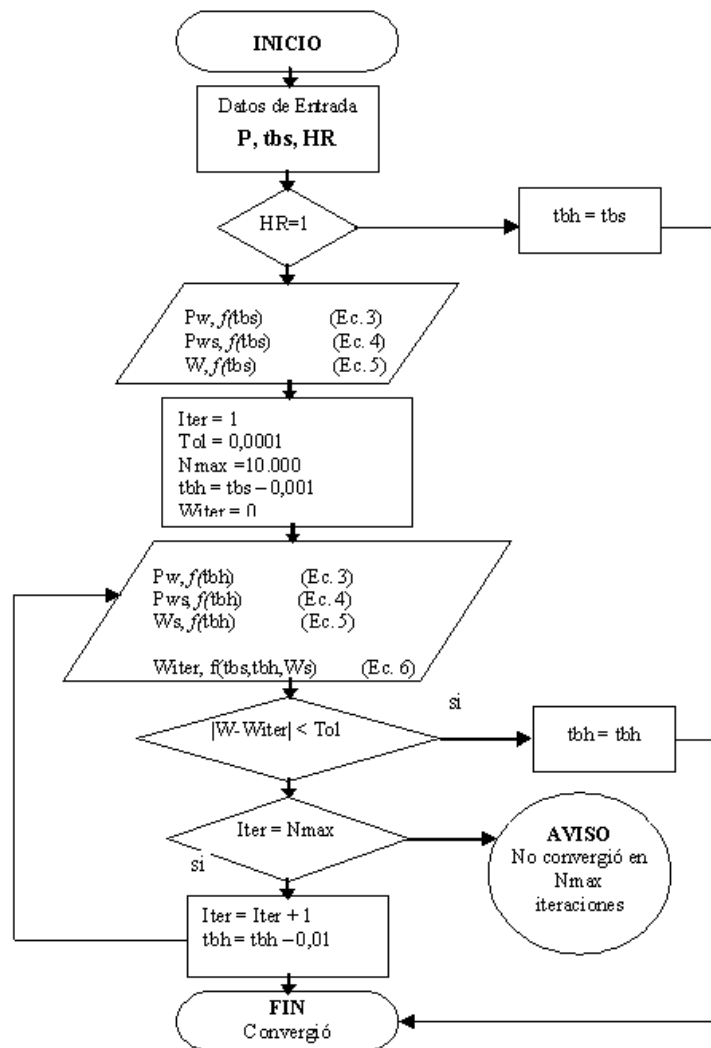 INICIO
Datos de Entrada
P, tbs, HR
HR=1
tbh = tbs
Pw, f(tbs) (Ec. 3)
Pws, f(tbs) (Ec. 4)
W, f(tbs) (Ec. 5)
Iter = 1
Tol = 0,0001
Nmax =10.000
tbh = tbs – 0,001
Witer = 0
Pw, f(tbh) (Ec. 3)
Pws, f(tbh) (Ec. 4)
Ws, f(tbh) (Ec. 5)
Witer, f(tbs,tbh,Ws) (Ec. 6)
si
|W-Witer| < Tol
tbh = tbh
Iter = Nmax
si
AVISO
No convergió en
Nmax
iteraciones
Iter = Iter + 1
tbh = tbh – 0,01
FIN
Convergió